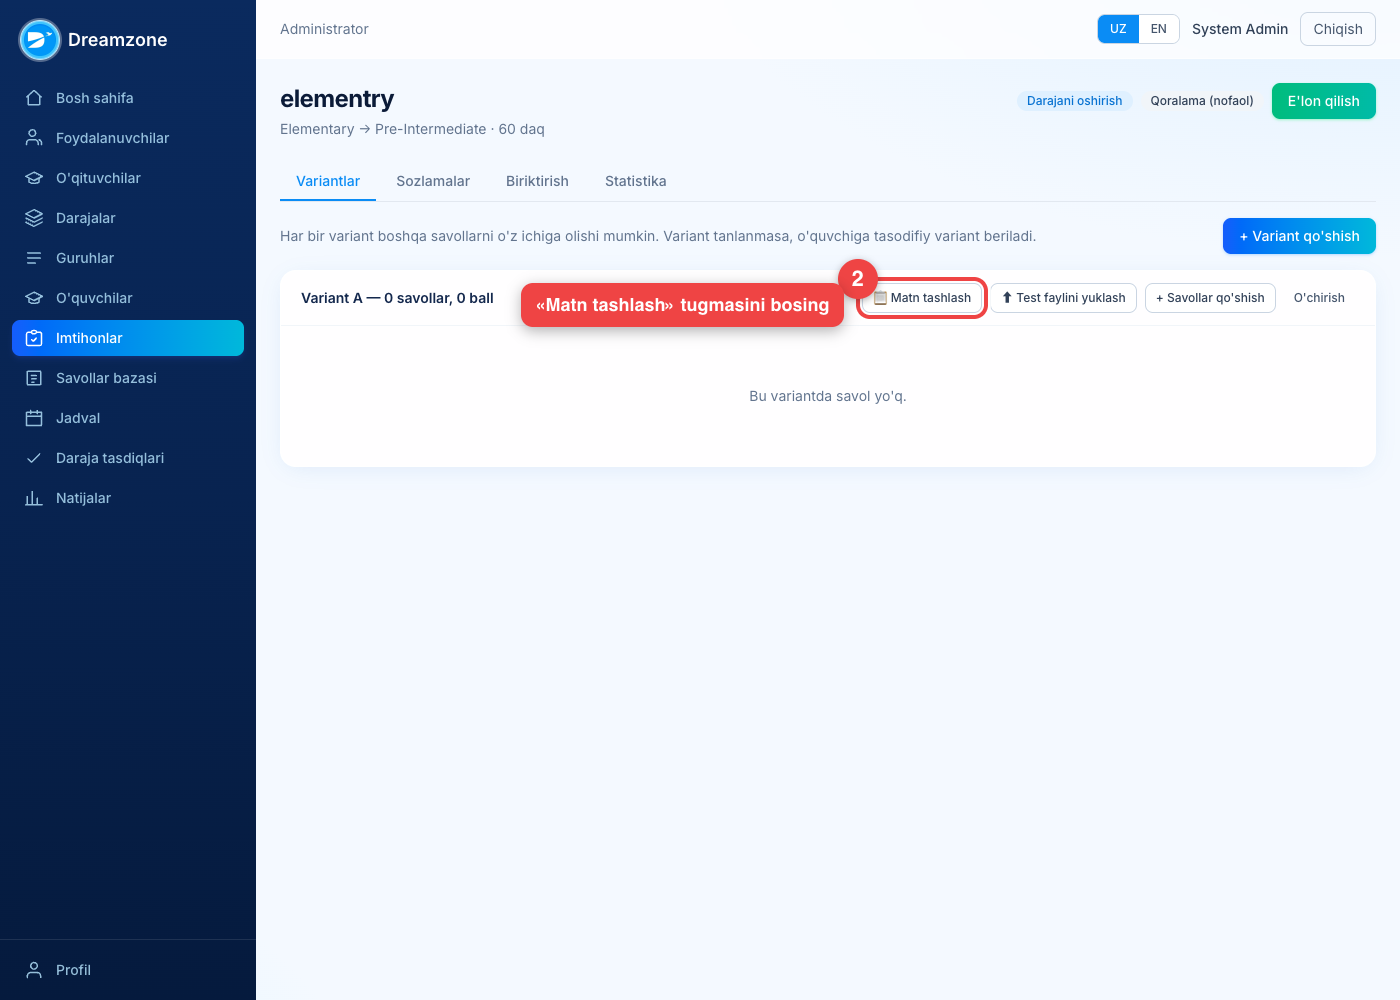 Dreamzone
Bosh sahifa
Foydalanuvchilar
O'qituvchilar
Darajalar
Guruhlar
O'quvchilar
Imtihonlar
Savollar bazasi
Jadval
Daraja tasdiqlari
Natijalar
Profil
Administrator
UZ EN System Admin Chiqish
elementry
Darajani oshirish Qoralama (nofaol) E'lon qilish
Elementary → Pre-Intermediate · 60 daq
Variantlar Sozlamalar Biriktirish Statistika
Har bir variant boshqa savollarni o'z ichiga olishi mumkin. Variant tanlanmasa, o'quvchiga tasodifiy variant beriladi.
+ Variant qo'shish
Variant A — 0 savollar, 0 ball
«Matn tashlash» tugmasini bosing
2
Matn tashlash
Test faylini yuklash
+ Savollar qo'shish
O'chirish
Bu variantda savol yo'q.